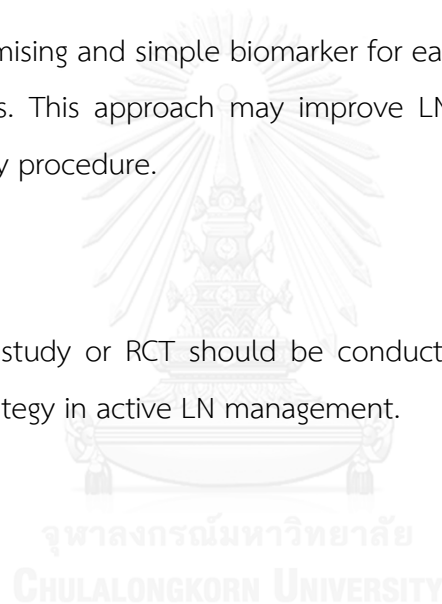 mising and simple biomarker for ea
s. This approach may improve LN
y procedure.
study or RCT should be conduct
tegy in active LN management.
จุฬาลงกรณ์มหาวิทยาลัย
CHULALONGKORN UNIVERSITY